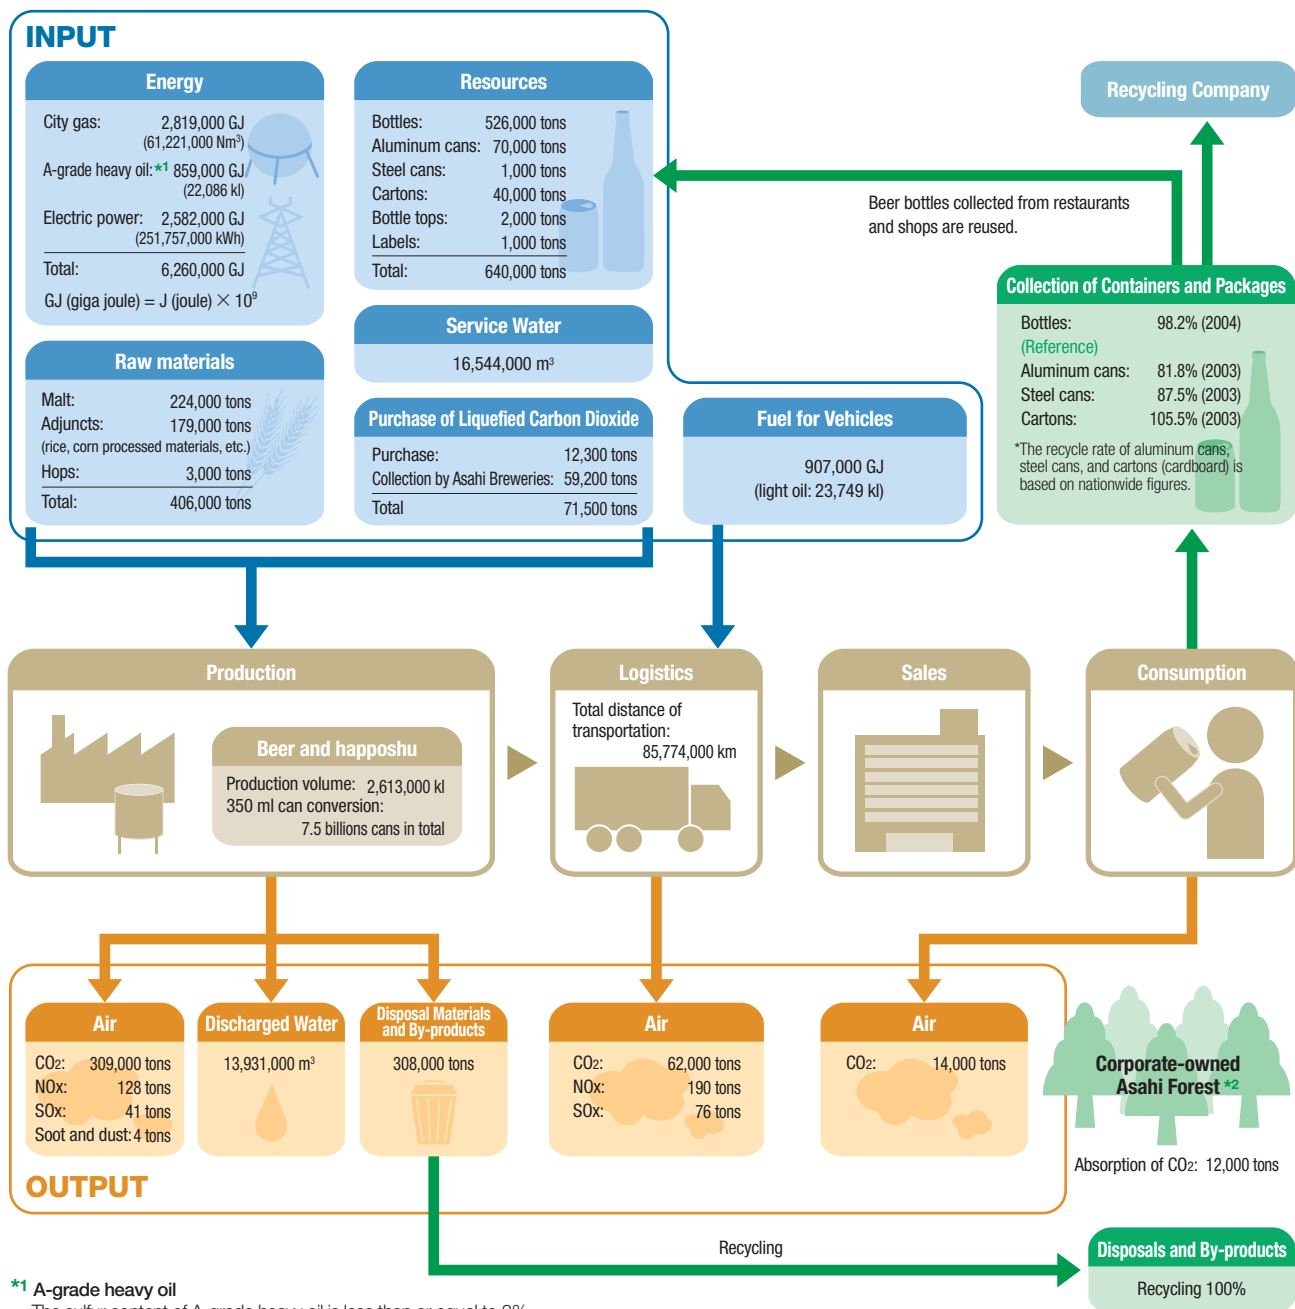 INPUT
Energy
City gas: 2,819,000 GJ
(61,221,000 Nm³)
A-grade heavy oil:*1 859,000 GJ
(22,086 kl)
Electric power: 2,582,000 GJ
(251,757,000 kWh)
Total: 6,260,000 GJ
GJ (giga joule) = J (joule) × 10⁹
Resources
Bottles: 526,000 tons
Aluminum cans: 70,000 tons
Steel cans: 1,000 tons
Cartons: 40,000 tons
Bottle tops: 2,000 tons
Labels: 1,000 tons
Total: 640,000 tons
Service Water
16,544,000 m³
Raw materials
Malt: 224,000 tons
Adjuncts: 179,000 tons
(rice, corn processed materials, etc.)
Hops: 3,000 tons
Total: 406,000 tons
Purchase of Liquefied Carbon Dioxide
Purchase: 12,300 tons
Collection by Asahi Breweries: 59,200 tons
Total 71,500 tons
Fuel for Vehicles
907,000 GJ
(light oil: 23,749 kl)
Recycling Company
Beer bottles collected from restaurants
and shops are reused.
Collection of Containers and Packages
Bottles: 98.2% (2004)
(Reference)
Aluminum cans: 81.8% (2003)
Steel cans: 87.5% (2003)
Cartons: 105.5% (2003)
*The recycle rate of aluminum cans,
steel cans, and cartons (cardboard) is
based on nationwide figures.
Production
Beer and happoshu
Production volume: 2,613,000 kl
350 ml can conversion:
7.5 billions cans in total
Logistics
Total distance of
transportation:
85,774,000 km
Sales
Consumption
Air
CO2: 309,000 tons
NOx: 128 tons
SOx: 41 tons
Soot and dust: 4 tons
Discharged Water
13,931,000 m³
Disposal Materials
and By-products
308,000 tons
Air
CO2: 62,000 tons
NOx: 190 tons
SOx: 76 tons
Air
CO2: 14,000 tons
OUTPUT
Corporate-owned
Asahi Forest *2
Absorption of CO2: 12,000 tons
Recycling
Disposals and By-products
Recycling 100%
*1 A-grade heavy oil